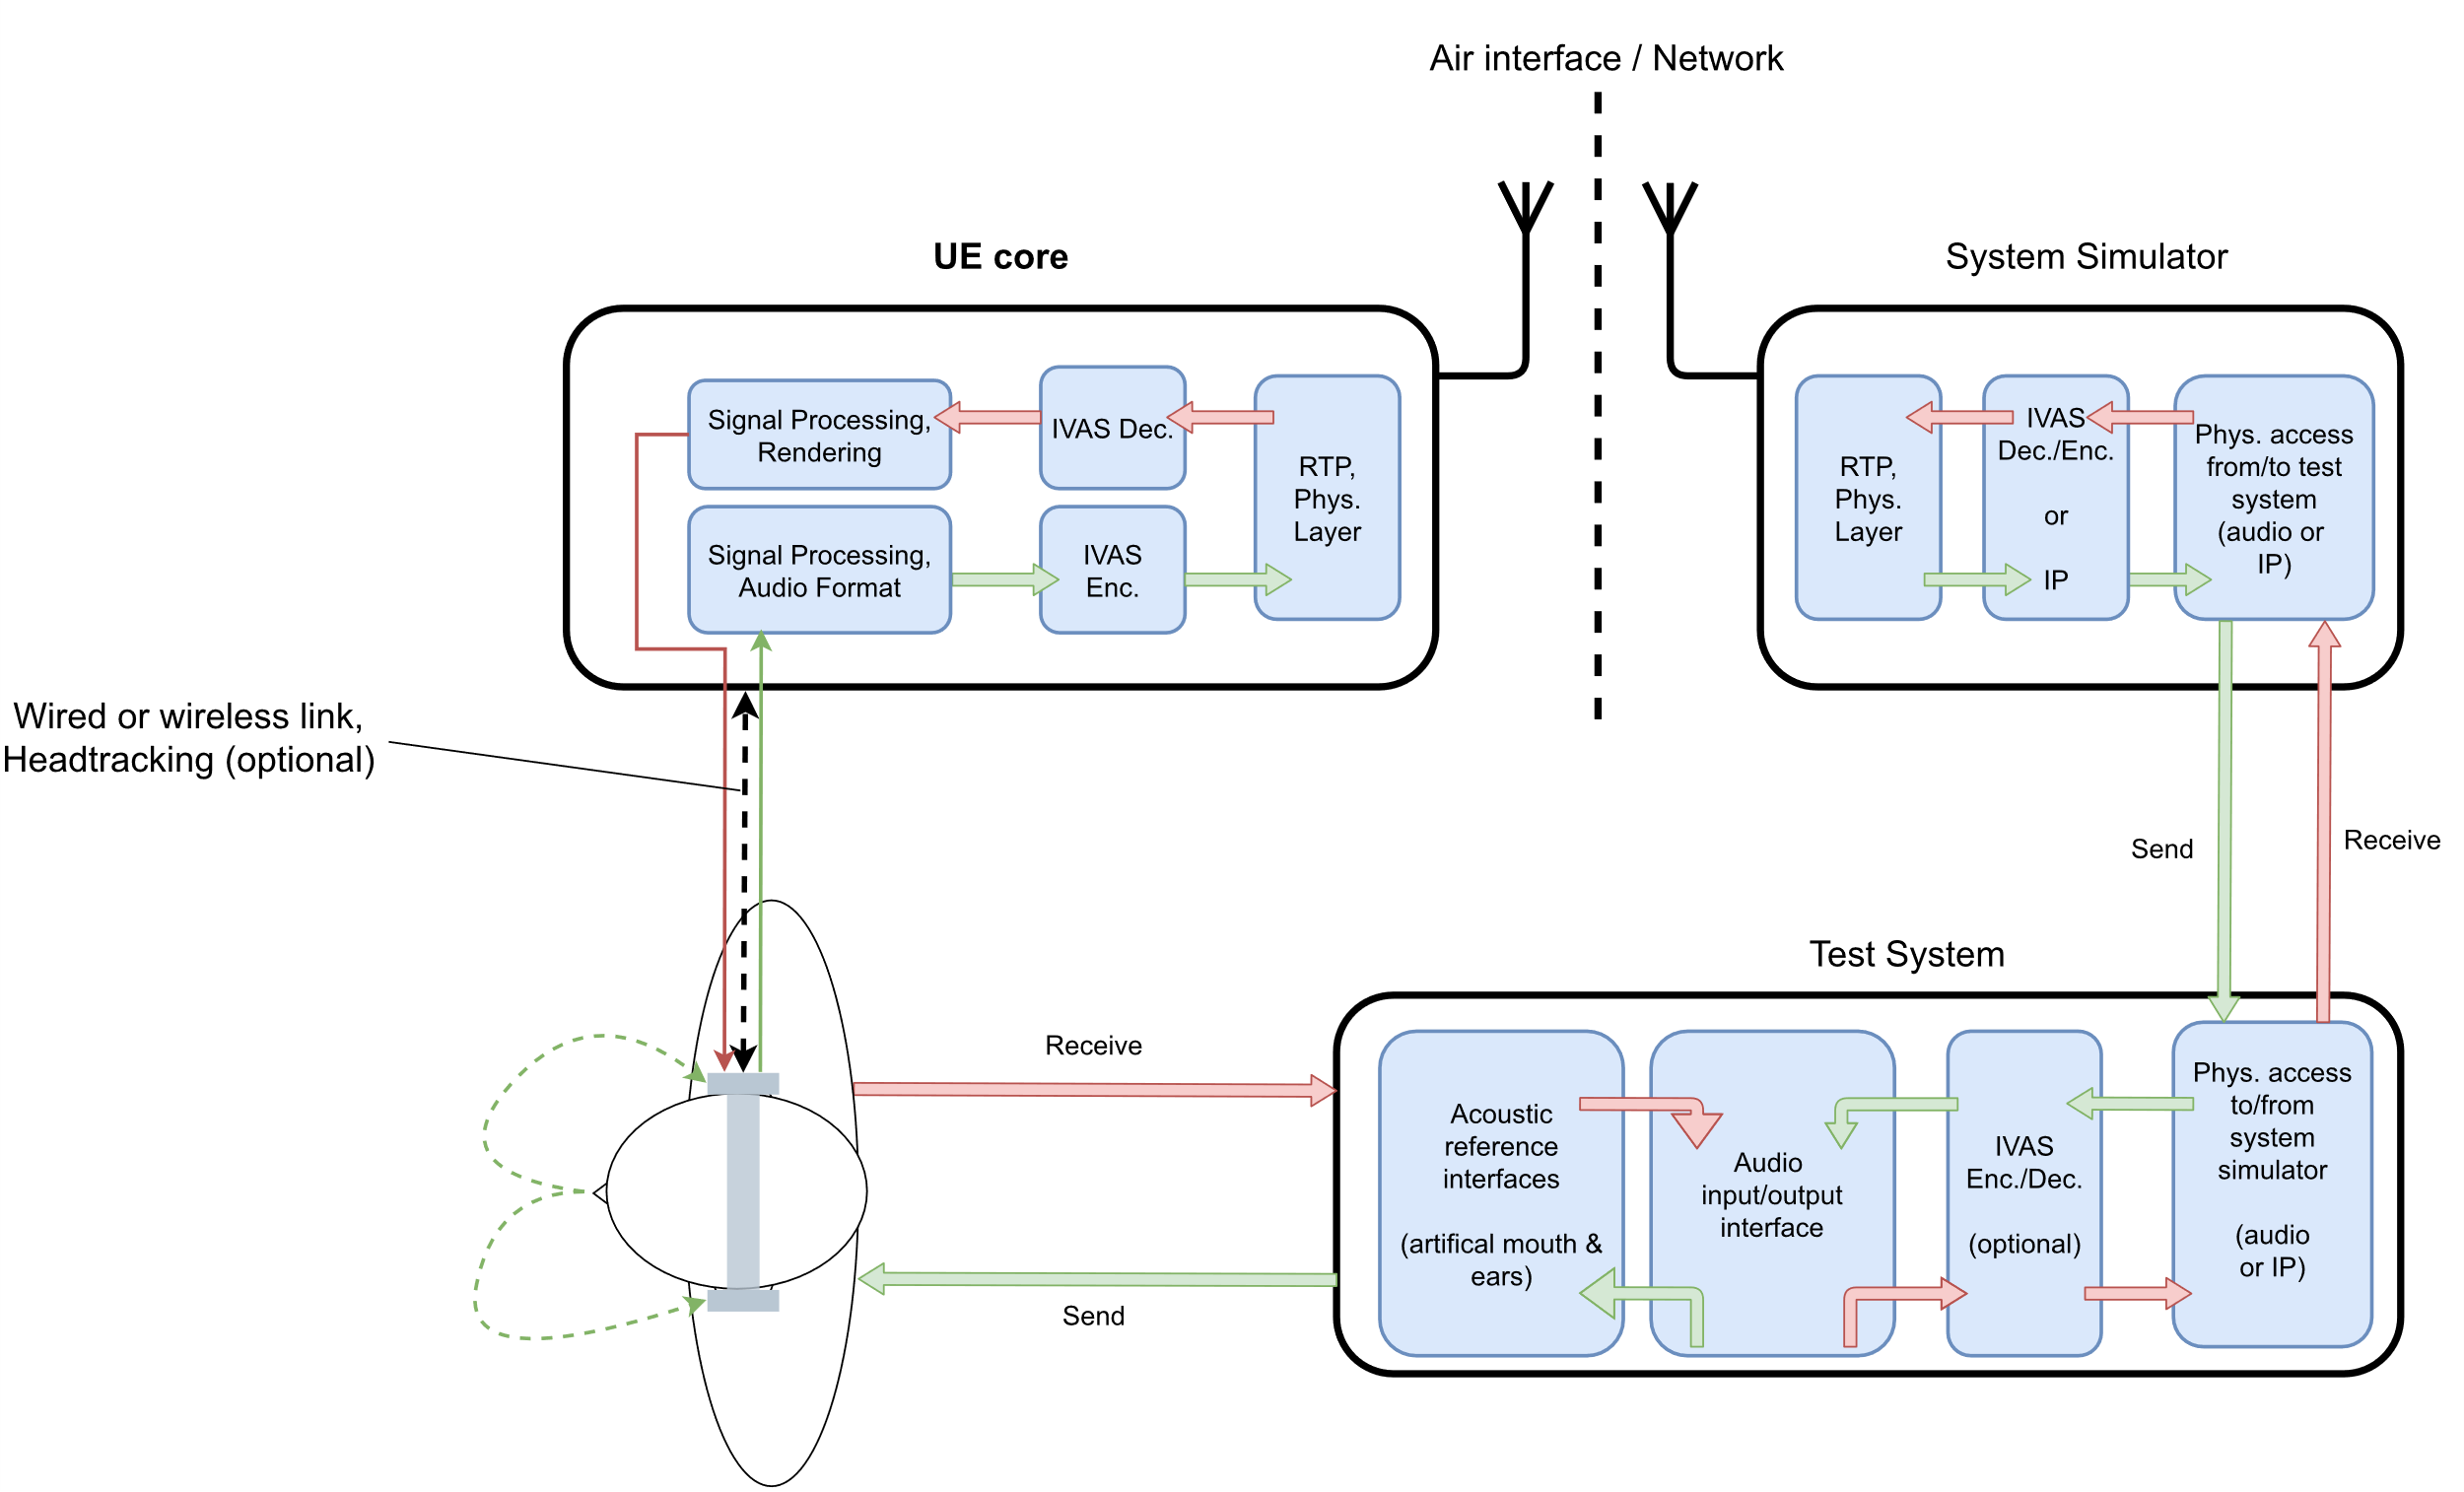 Air interface / Network
UE core
System Simulator
Signal Processing,
Rendering
IVAS Dec.
Signal Processing,
Audio Format
IVAS
Enc.
RTP,
Phys.
Layer
RTP,
Phys.
Layer
IVAS
Dec./Enc.
or
IP
Phys. access
from/to test
system
(audio or
IP)
Wired or wireless link,
Headtracking (optional)
Send
Receive
Test System
Receive
Send
Acoustic
reference
interfaces
(artifical mouth &
ears)
Audio
input/output
interface
IVAS
Enc./Dec.
(optional)
Phys. access
to/from
system
simulator
(audio
or IP)